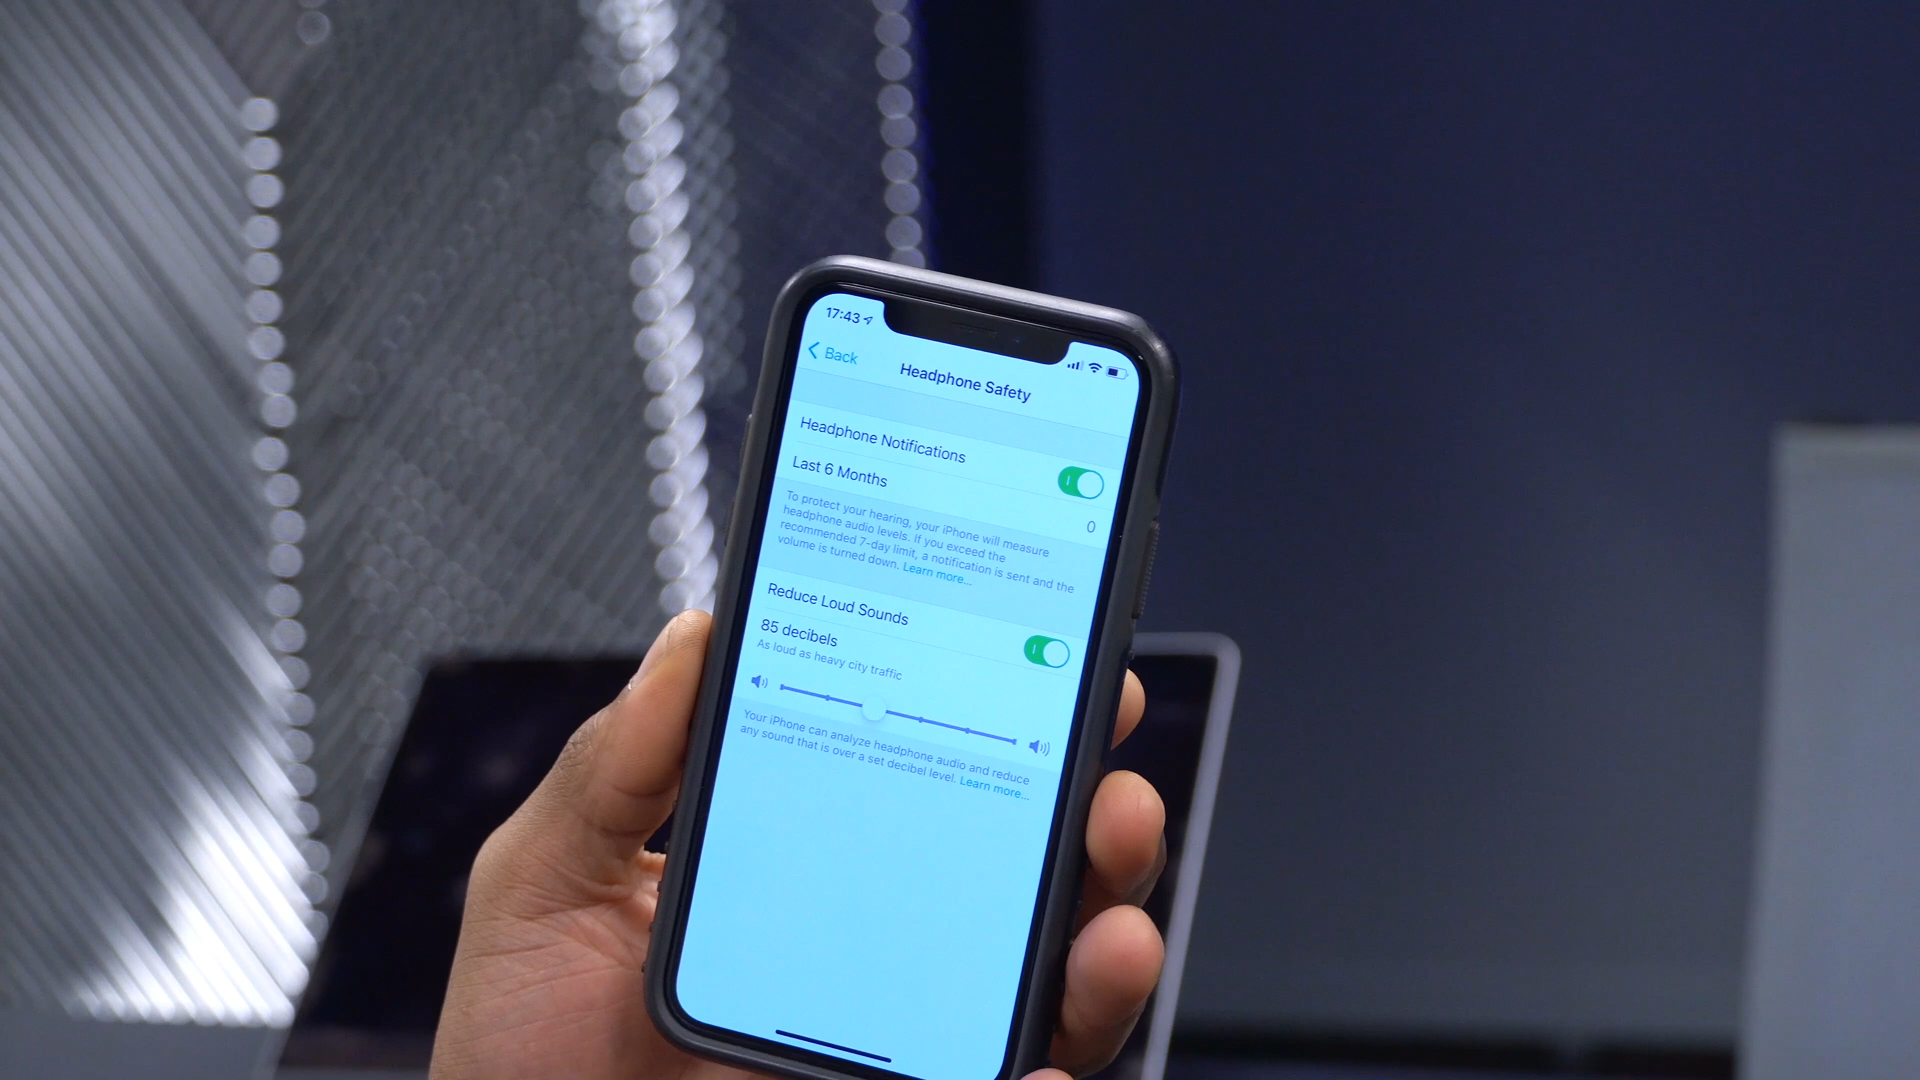 17:43
Back
Headphone Safety
Headphone Notifications
Last 6 Months
0
To protect your hearing, your iPhone will measure
headphone audio levels. If you exceed the
recommended 7-day limit, a notification is sent and the
volume is turned down. Learn more...
Reduce Loud Sounds
85 decibels
As loud as heavy city traffic
Your iPhone can analyze headphone audio and reduce
any sound that is over a set decibel level. Learn more...